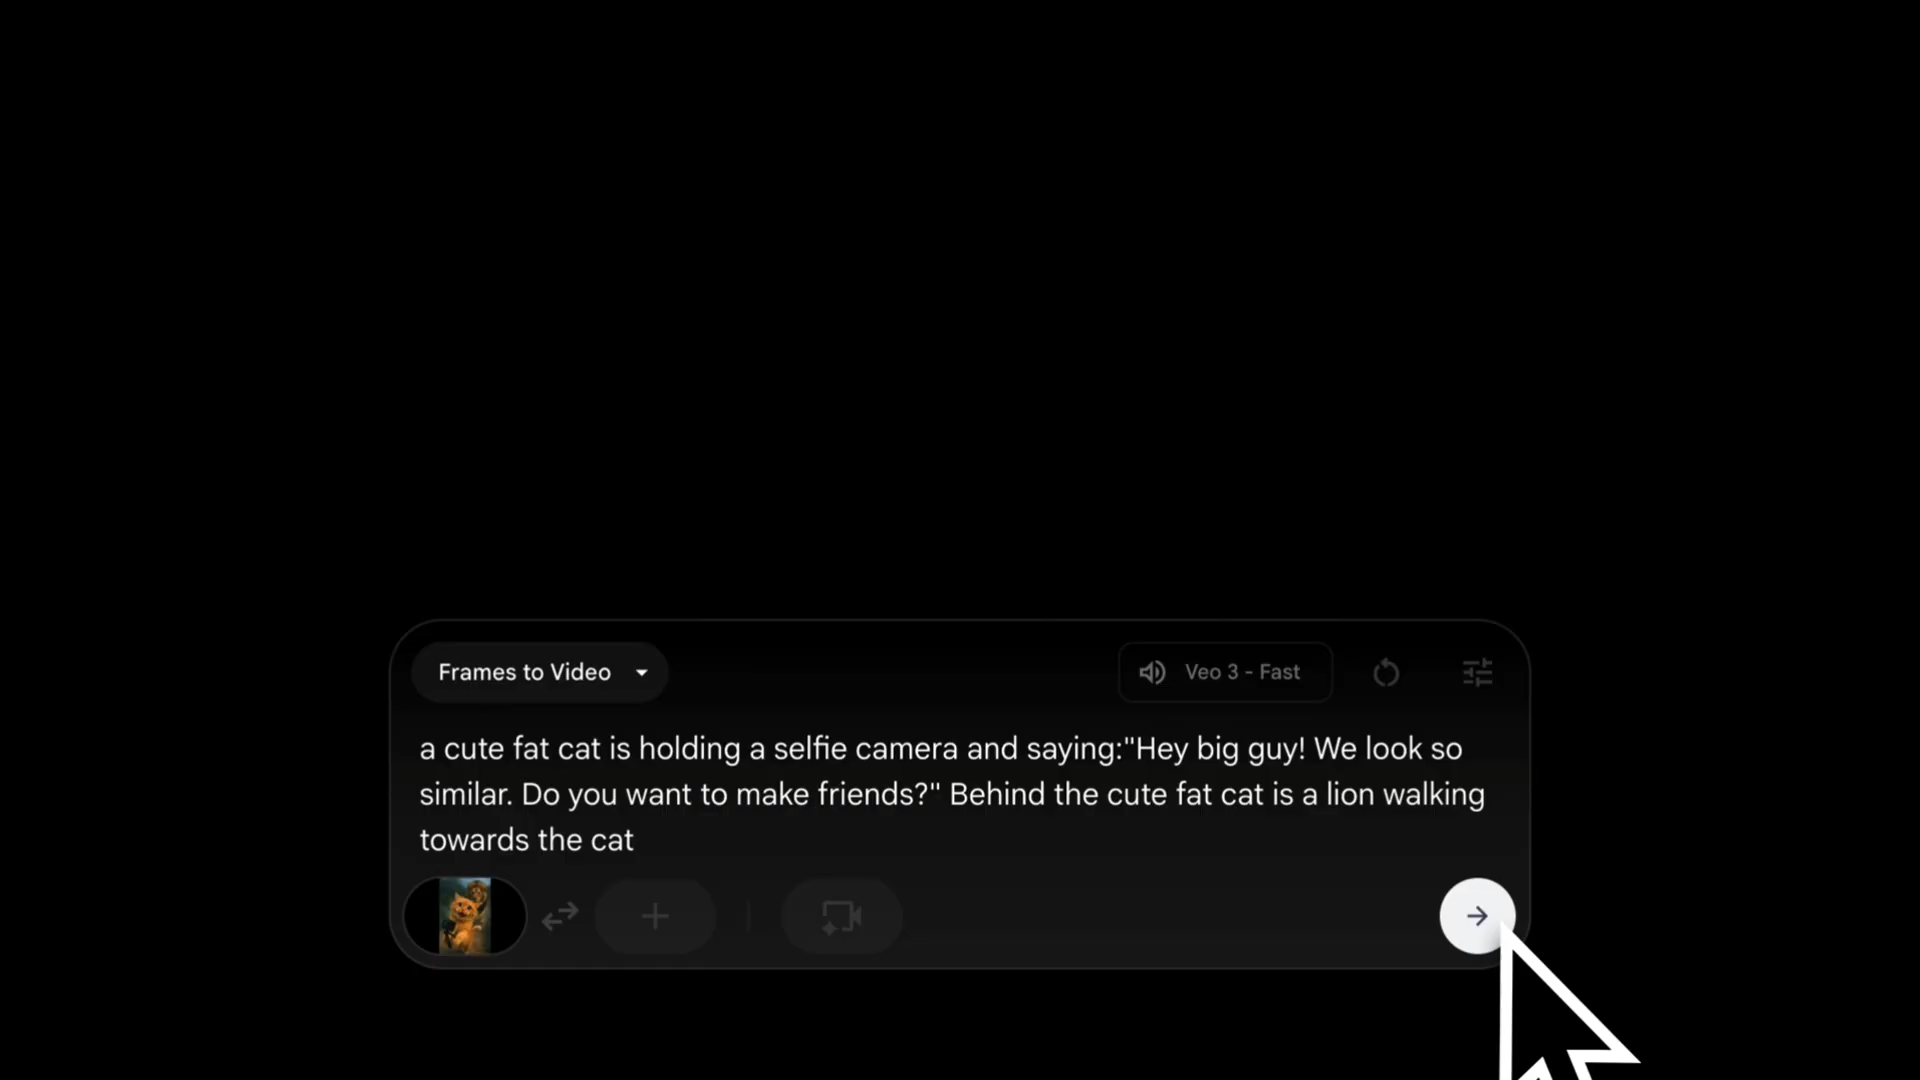 Frames to Video
Veo 3 - Fast
a cute fat cat is holding a selfie camera and saying:"Hey big guy! We look so
similar. Do you want to make friends?" Behind the cute fat cat is a lion walking
towards the cat